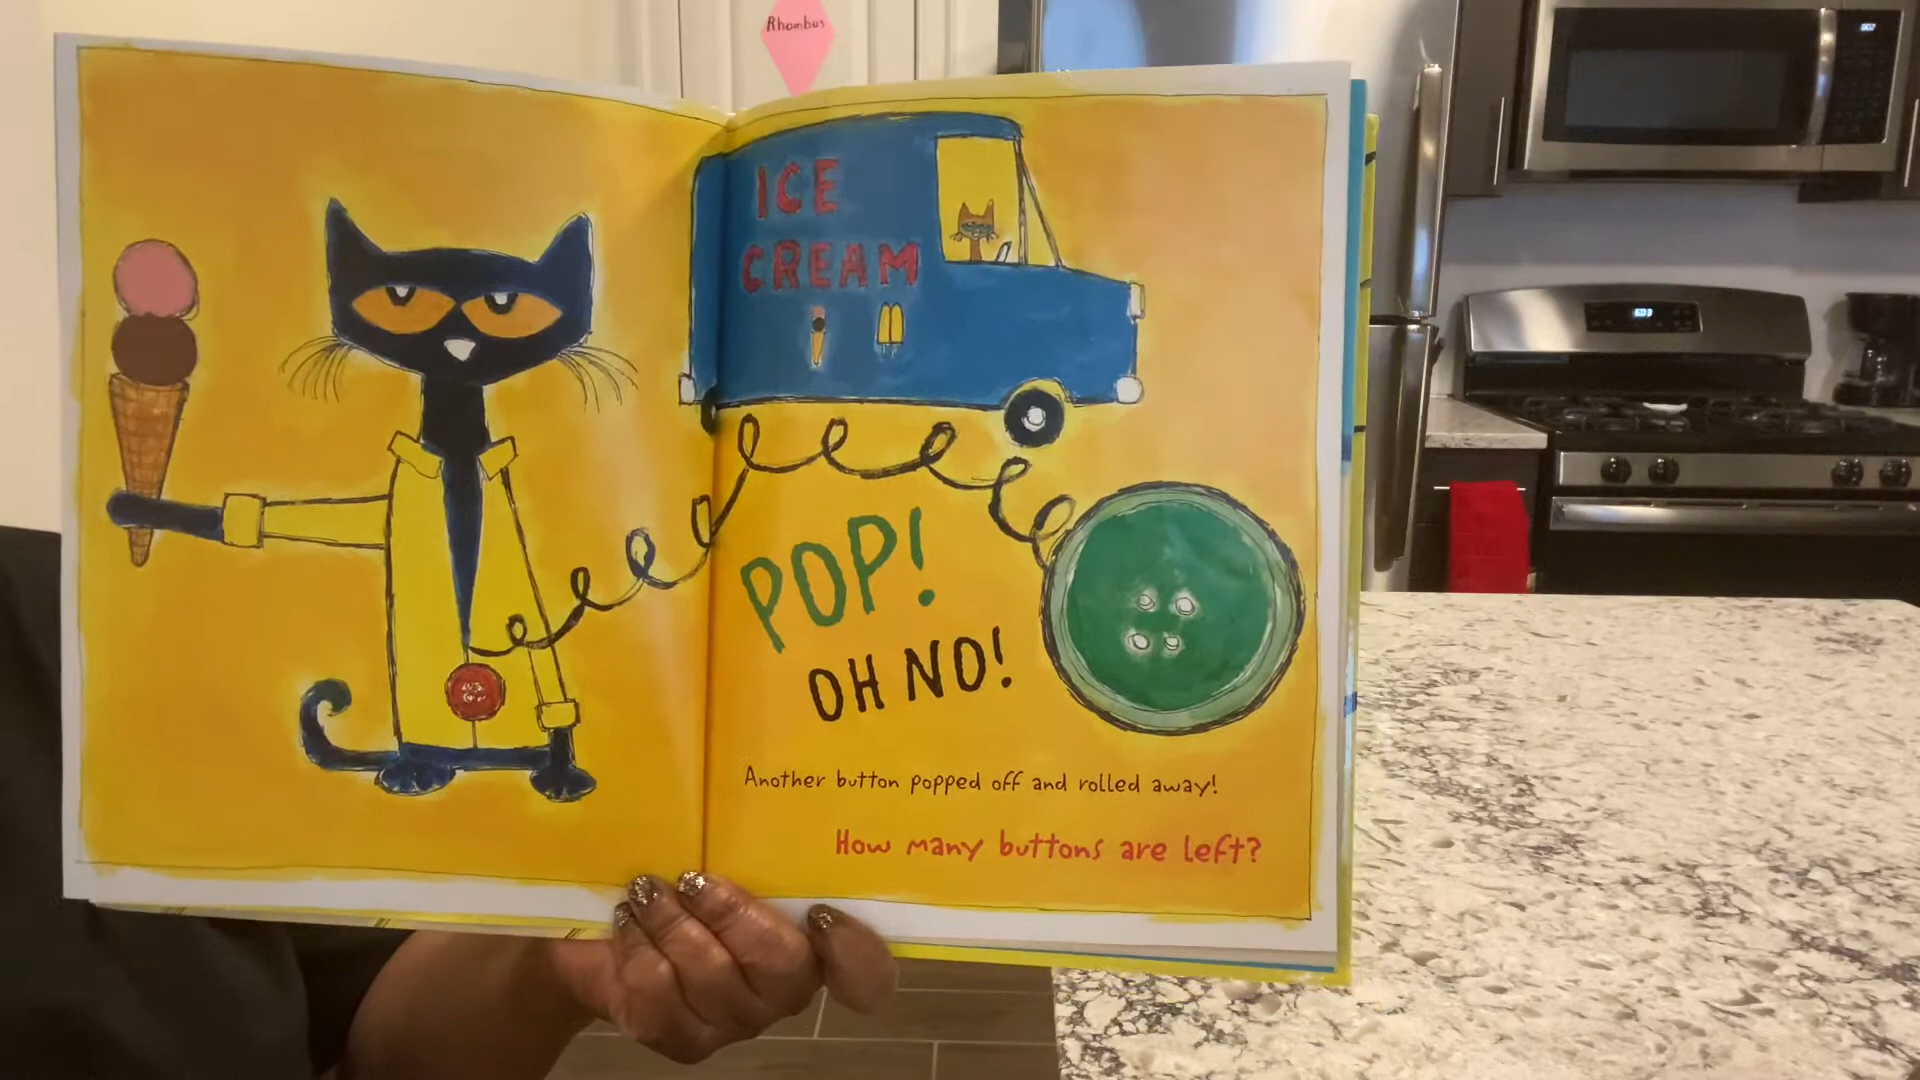 Rhombus
ICE
CREAM
POP!
OH NO!
Another button popped off and rolled away!
How many buttons are left?